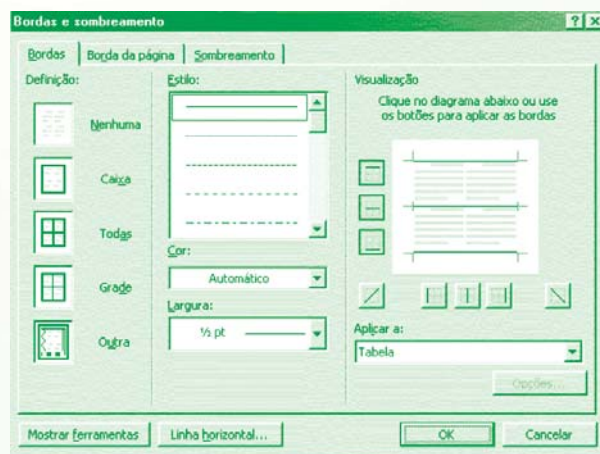 Bordas e sombreamento
Bordas
Borda da página
Sombreamento
Definição:
Nenhuma
Caixa
Todas
Grade
Outra
Estilo:
Cor:
Automático
Largura:
½ pt
Visualização
Clique no diagrama abaixo ou use
os botões para aplicar as bordas
Aplicar a:
Tabela
Opções...
Mostrar ferramentas
Linha horizontal...
OK
Cancelar